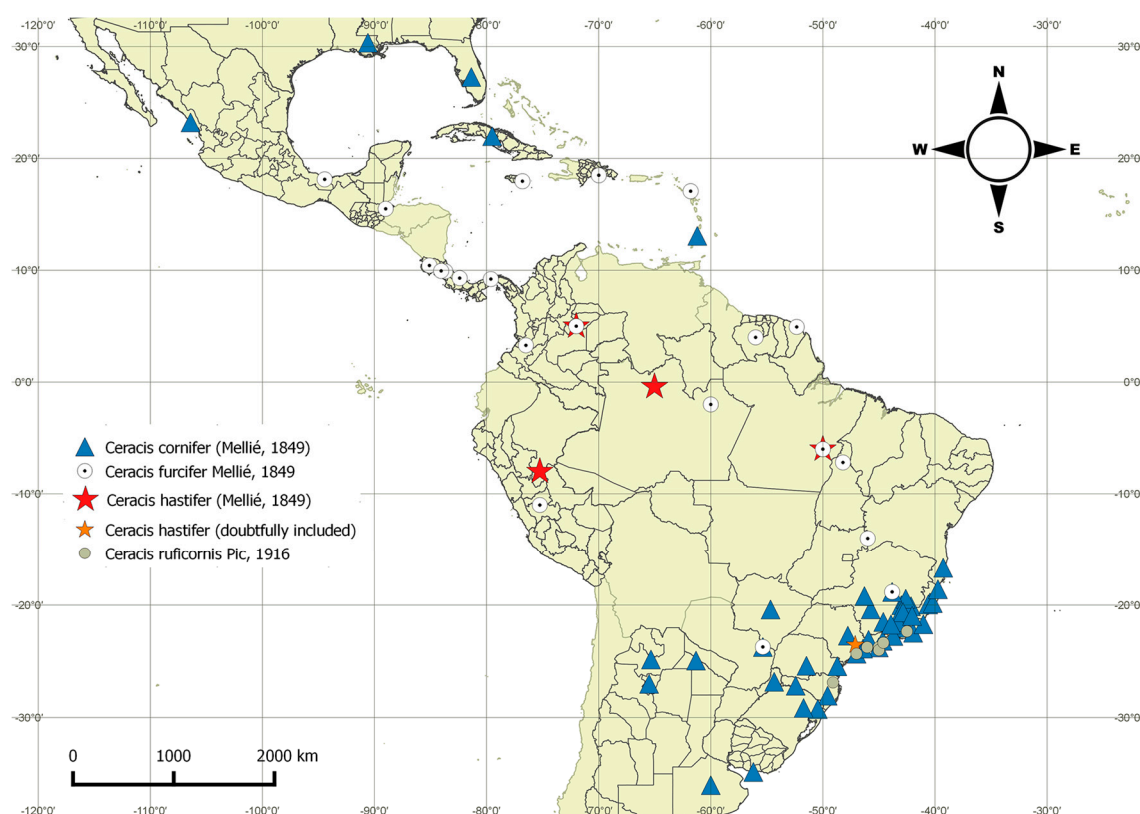 -120°0' -110°0' -100°0' -90°0' -80°0' -70°0' -60°0' -50°0' -40°0' -30°0'
30°0' 30°0'
N
W E
S
20°0' 20°0'
10°0' 10°0'
0°0' 0°0'
Ceracis cornifer (Mellié, 1849)
Ceracis furcifer Mellié, 1849
Ceracis hastifer (Mellié, 1849)
-10°0' -10°0'
Ceracis hastifer (doubtfully included)
Ceracis ruficornis Pic, 1916
-20°0' -20°0'
-30°0' -30°0'
0 1000 2000 km
-120°0' -110°0' -100°0' -90°0' -80°0' -70°0' -60°0' -50°0' -40°0' -30°0'